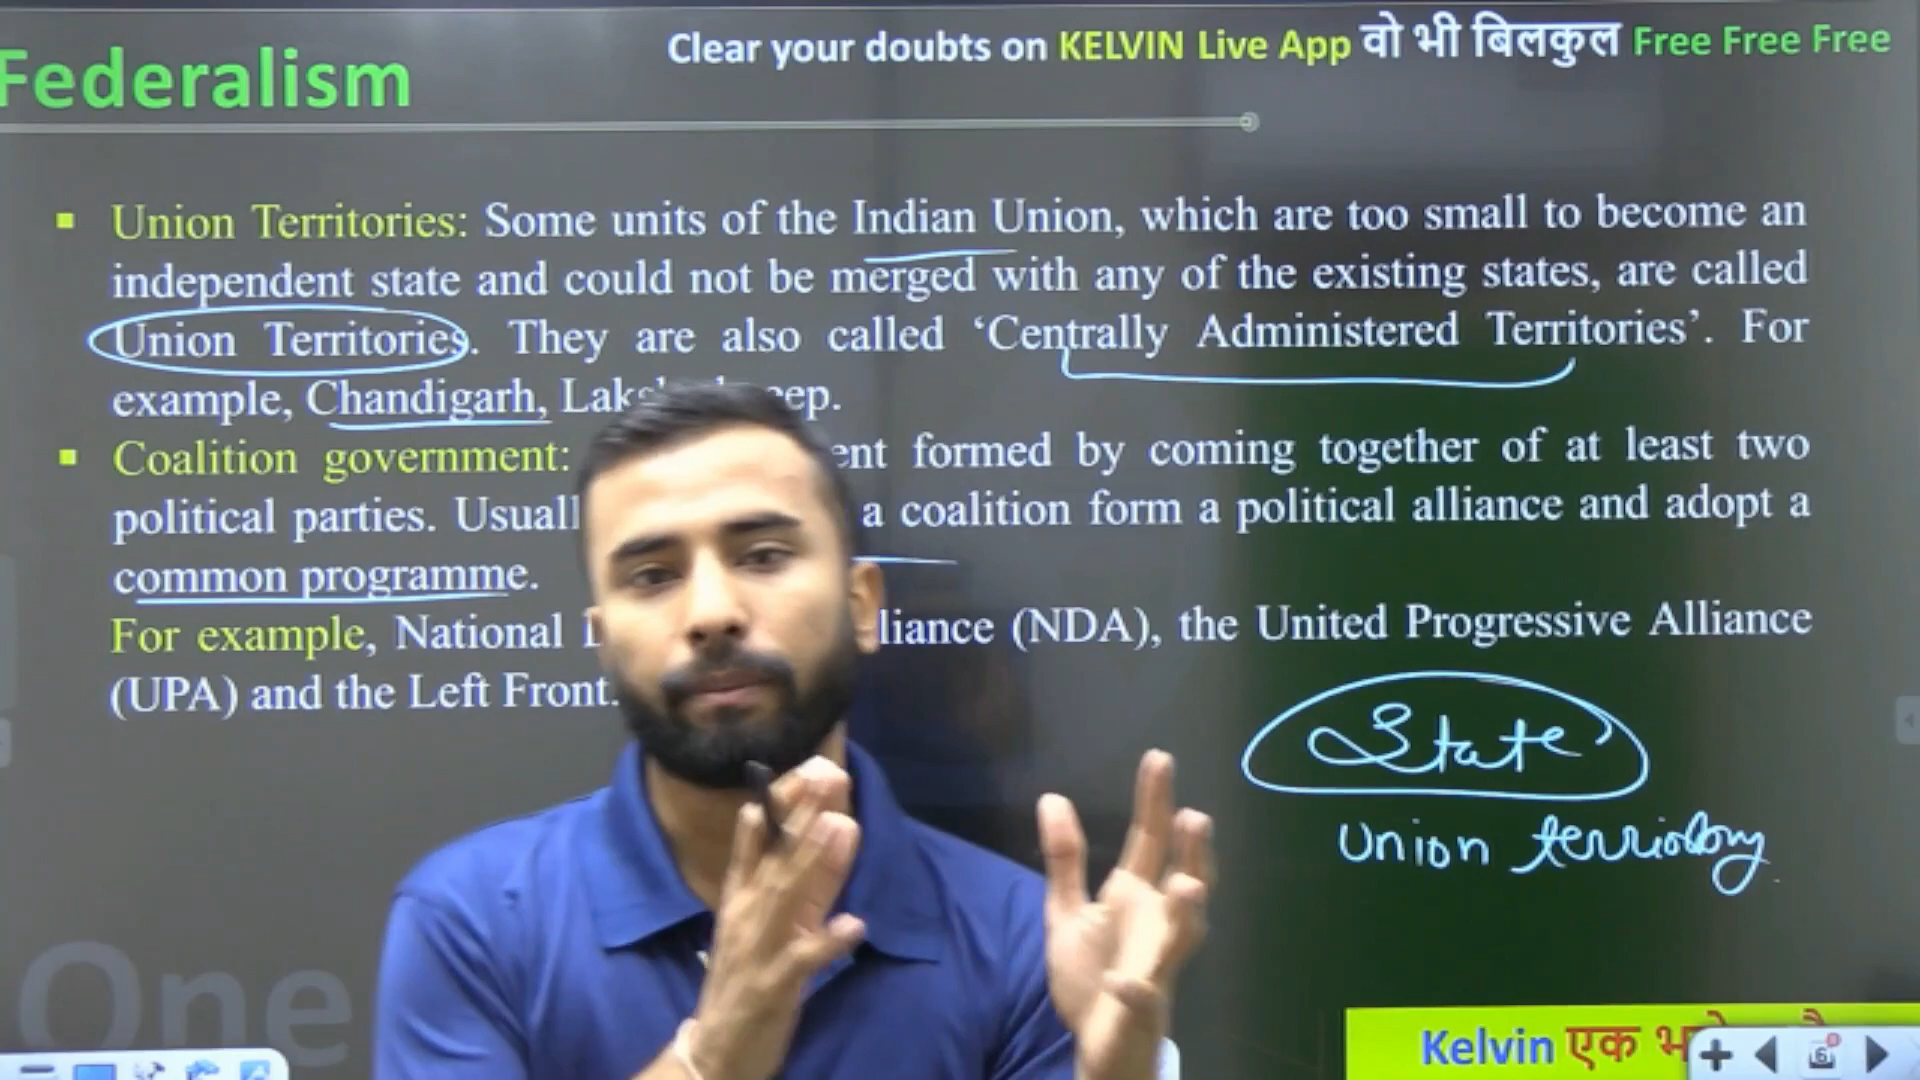 Federalism
Clear your doubts on KELVIN Live App वो भी बिलकुल Free Free Free
Union Territories: Some units of the Indian Union, which are too small to become an
independent state and could not be merged with any of the existing states, are called
Union Territories. They are also called ‘Centrally Administered Territories’. For
example, Chandigarh,
Coalition government: formed by coming together of at least two
political parties. a coalition form a political alliance and adopt a
common programme.
For example, National (NDA), the United Progressive Alliance
(UPA) and the Left Front.
State
Union terriotory
One
Kelvin एक